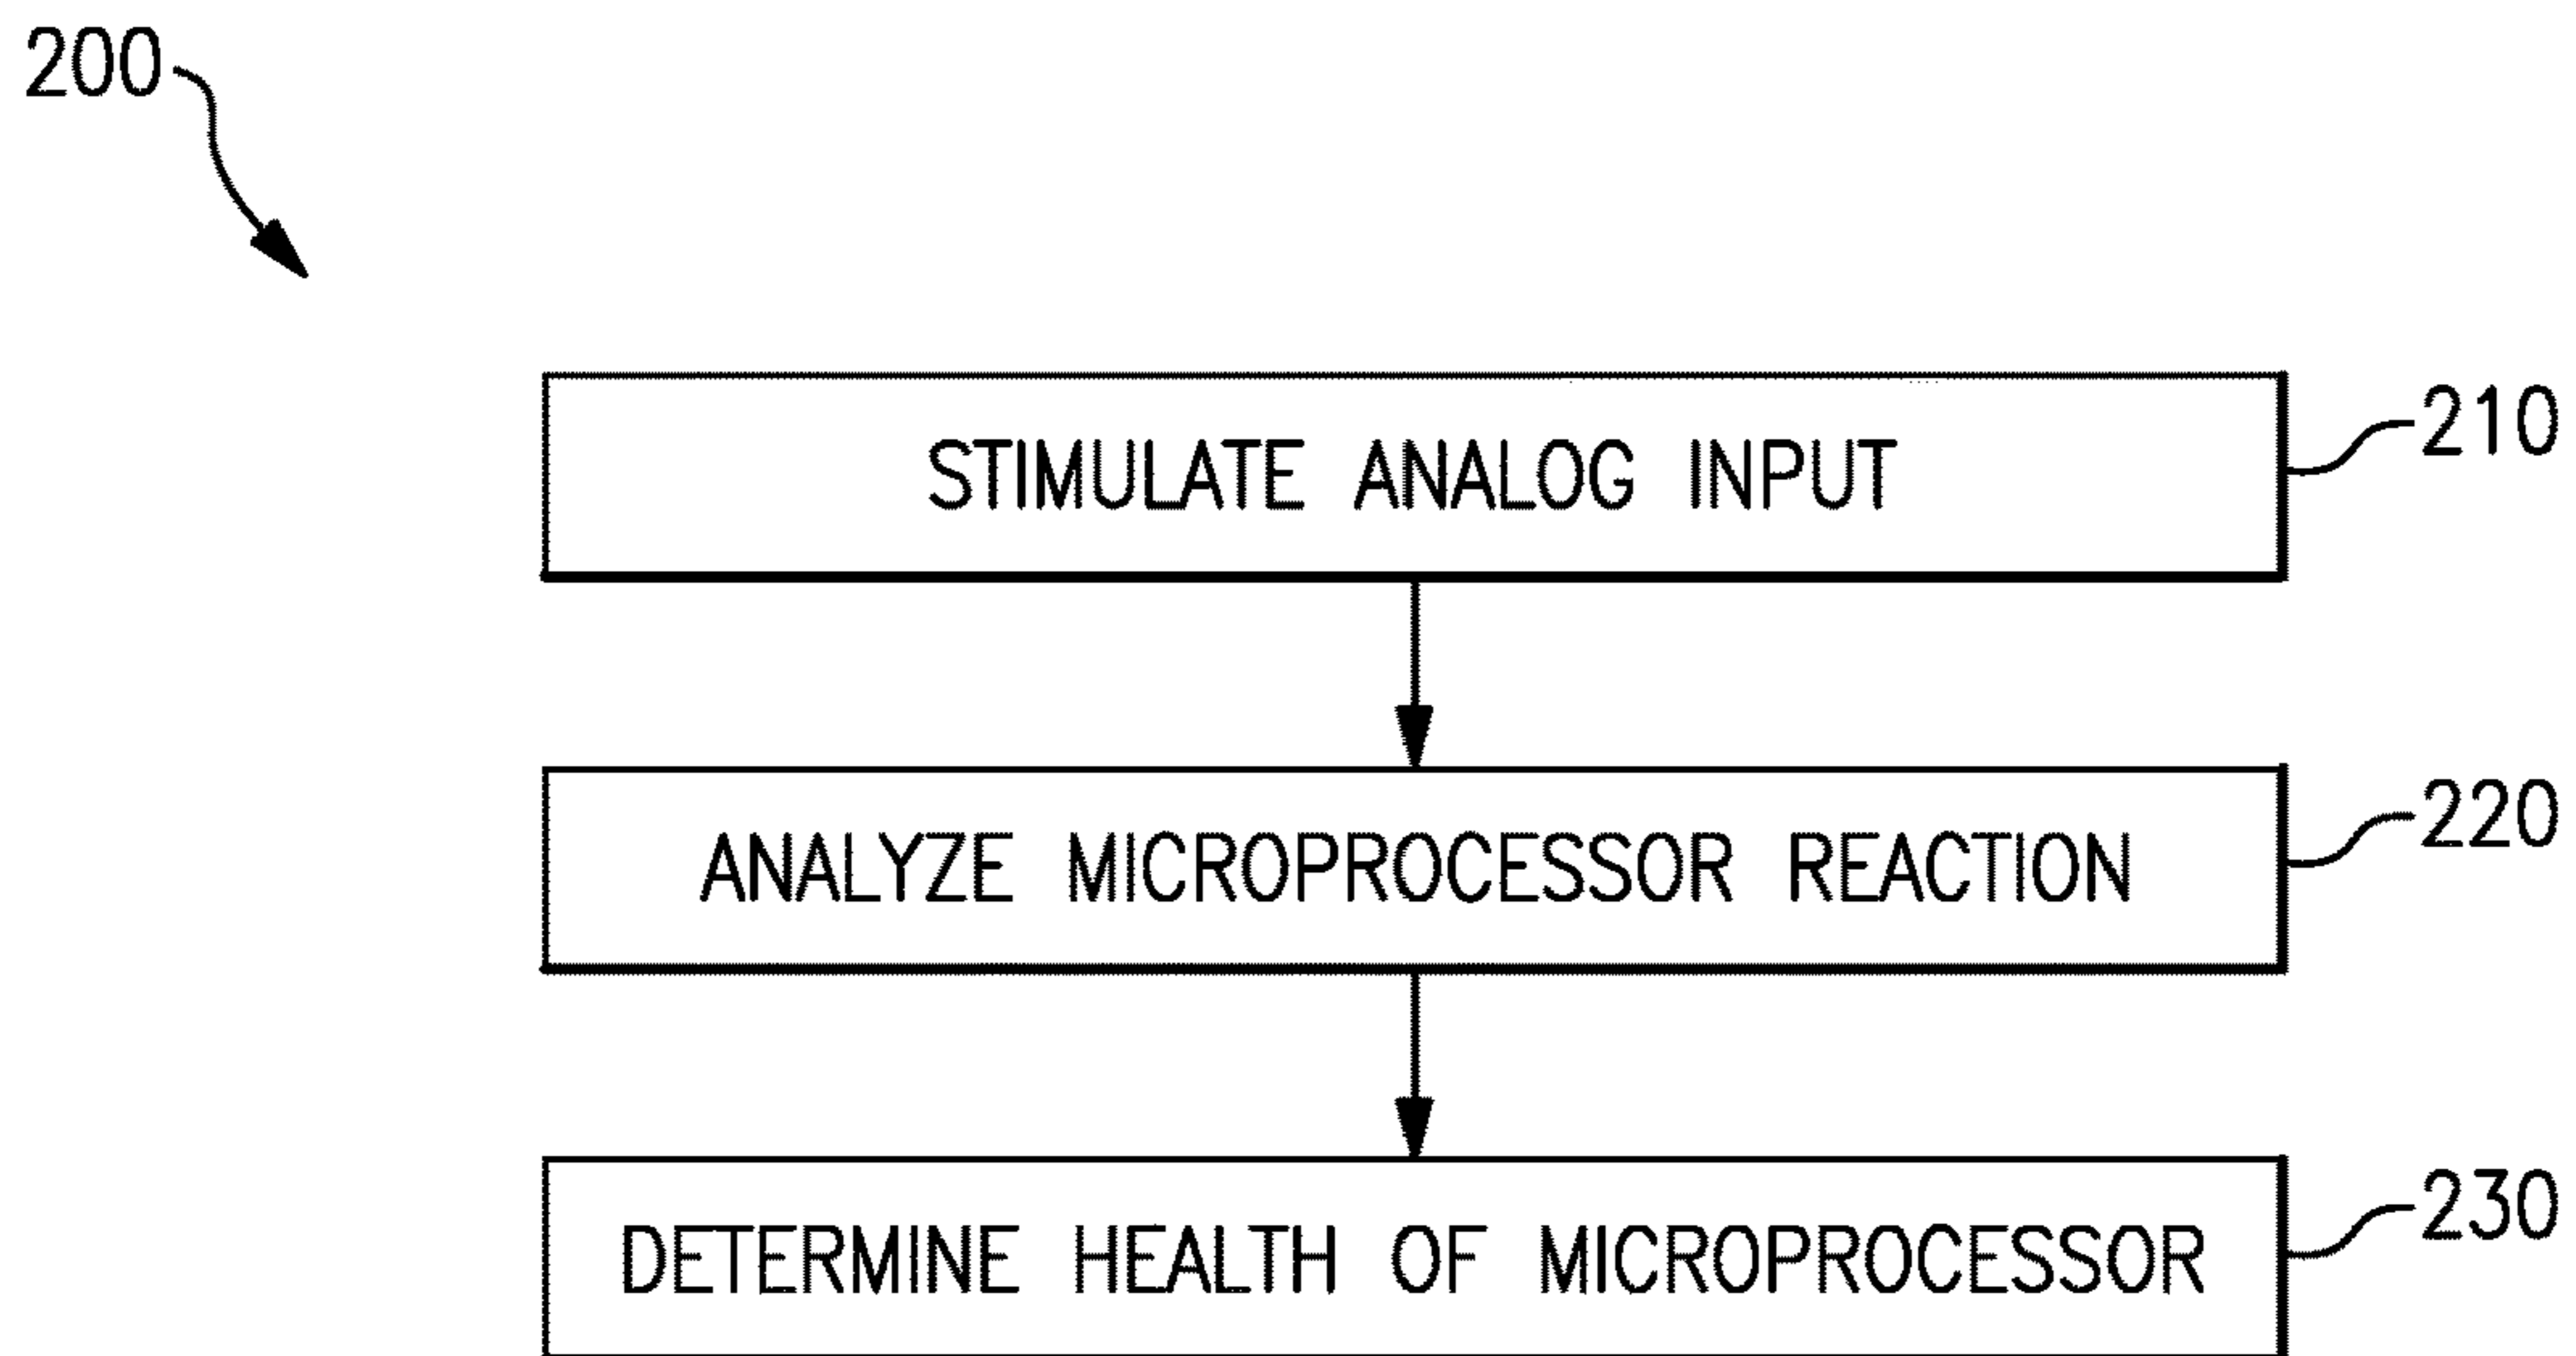 200
STIMULATE ANALOG INPUT
210
ANALYZE MICROPROCESSOR REACTION
220
DETERMINE HEALTH OF MICROPROCESSOR
230